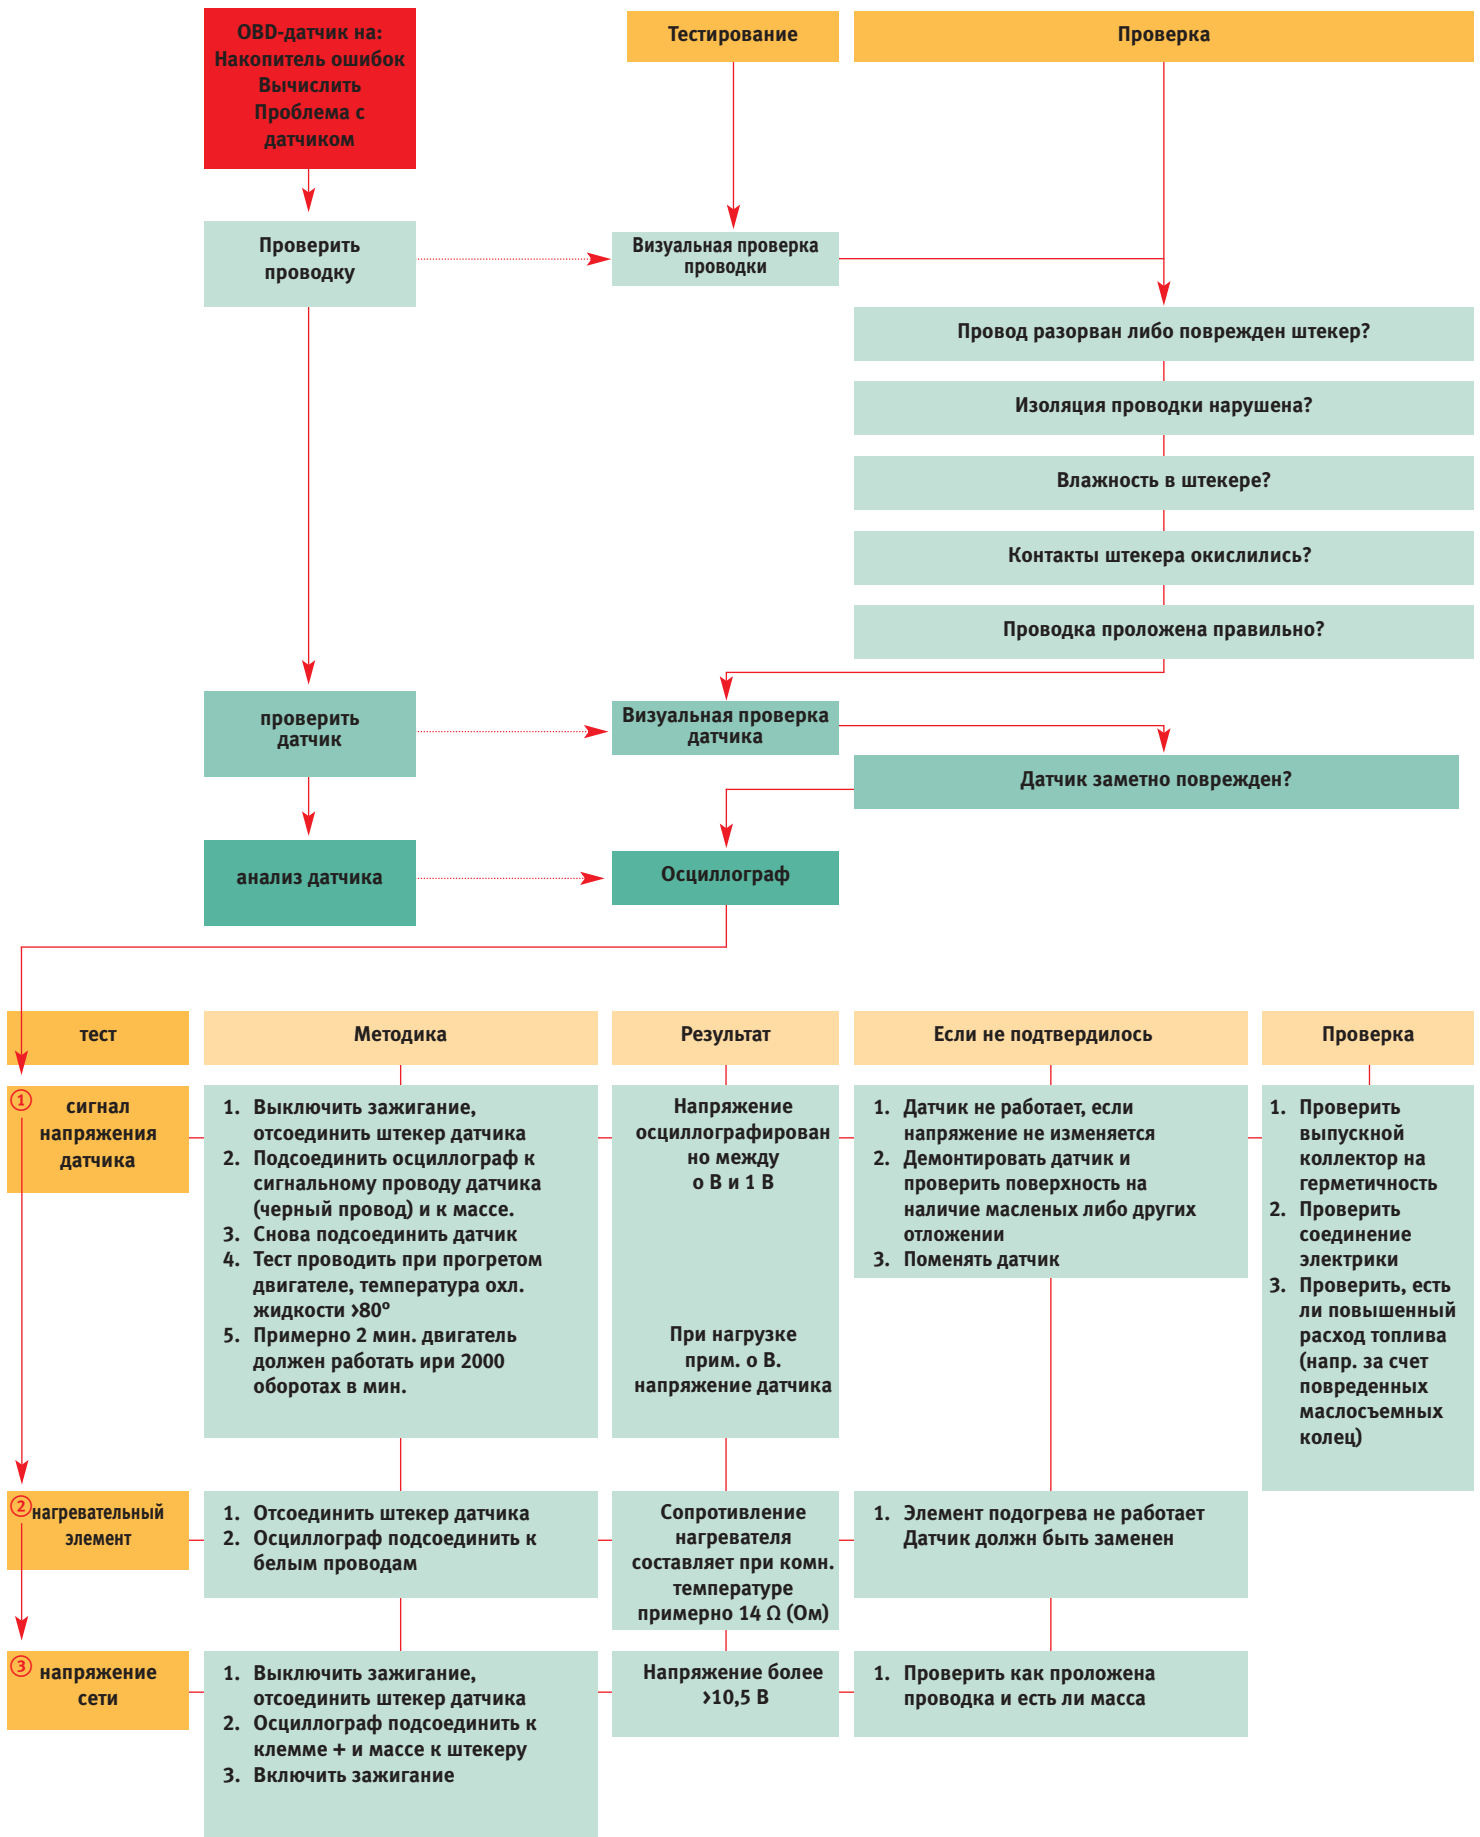 OBD-датчик на:
Накопитель ошибок
Вычислить
Проблема с
датчиком
Тестирование
Проверка
Проверить
проводку
Визуальная проверка
проводки
Провод разорван либо поврежден штекер?
Изоляция проводки нарушена?
Влажность в штекере?
Контакты штекера окислились?
Проводка проложена правильно?
проверить
датчик
Визуальная проверка
датчика
Датчик заметно поврежден?
анализ датчика
Осциллограф
тест
Методика
Результат
Если не подтвердилось
Проверка
1
сигнал
напряжения
датчика
1. Выключить зажигание,
отсоединить штекер датчика
2. Подсоединить осциллограф к
сигнальному проводу датчика
(черный провод) и к массе.
3. Снова подсоединить датчик
4. Тест проводить при прогретом
двигателе, температура охл.
жидкости >80º
5. Примерно 2 мин. двигатель
должен работать ири 2000
оборотах в мин.
Напряжение
осциллографирован
но между
о В и 1 В
При нагрузке
прим. о В.
напряжение датчика
1. Датчик не работает, если
напряжение не изменяется
2. Демонтировать датчик и
проверить поверхность на
наличие масленых либо других
отложении
3. Поменять датчик
1. Проверить
выпускной
коллектор на
герметичность
2. Проверить
соединение
электрики
3. Проверить, есть
ли повышенный
расход топлива
(напр. за счет
повреденных
маслосъемных
колец)
2
нагревательный
элемент
1. Отсоединить штекер датчика
2. Осциллограф подсоединить к
белым проводам
Сопротивление
нагревателя
составляет при комн.
температуре
примерно 14 Ω (Ом)
1. Элемент подогрева не работает
Датчик должн быть заменен
3
напряжение
сети
1. Выключить зажигание,
отсоединить штекер датчика
2. Осциллограф подсоединить к
клемме + и массе к штекеру
3. Включить зажигание
Напряжение более
>10,5 В
1. Проверить как проложена
проводка и есть ли масса